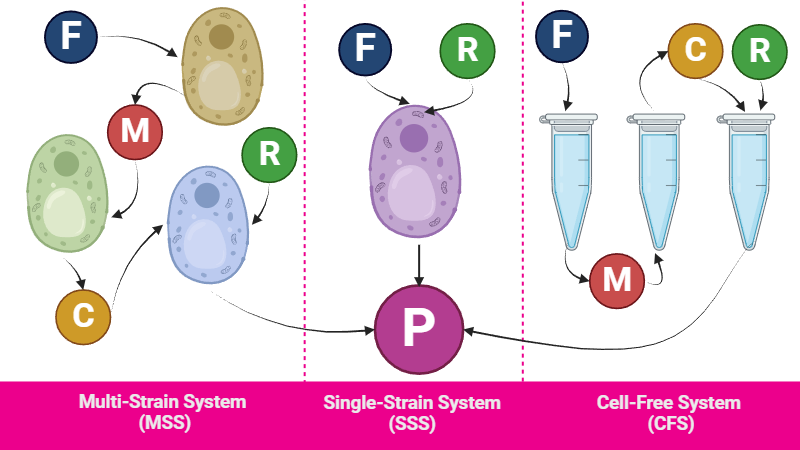 F
M
R
C
F
R
P
F
C
R
M
Multi-Strain System
(MSS)
Single-Strain System
(SSS)
Cell-Free System
(CFS)